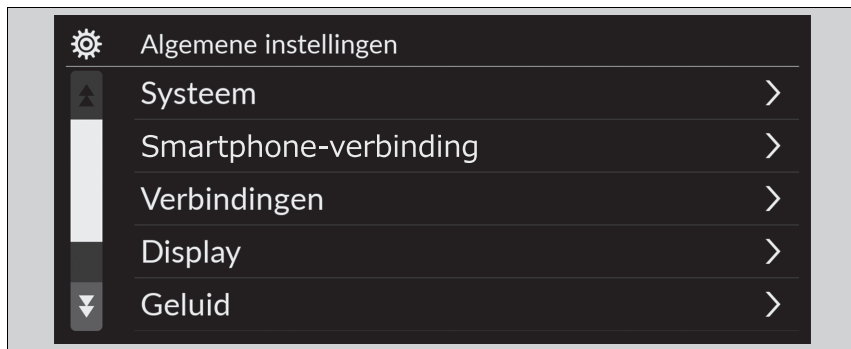 Algemene instellingen
Systeem
Smartphone-verbinding
Verbindingen
Display
Geluid